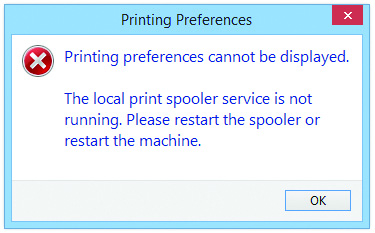 Printing Preferences
Printing preferences cannot be displayed.
The local print spooler service is not
running. Please restart the spooler or
restart the machine.
OK